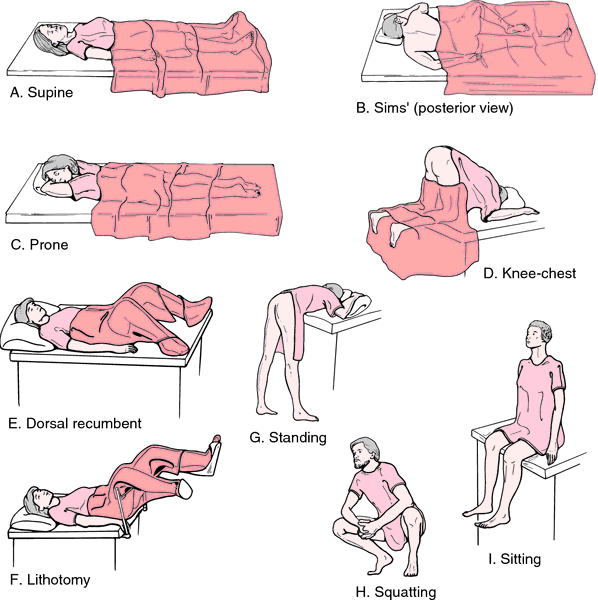 A. Supine
B. Sims' (posterior view)
C. Prone
D. Knee-chest
E. Dorsal recumbent
G. Standing
F. Lithotomy
H. Squatting
I. Sitting